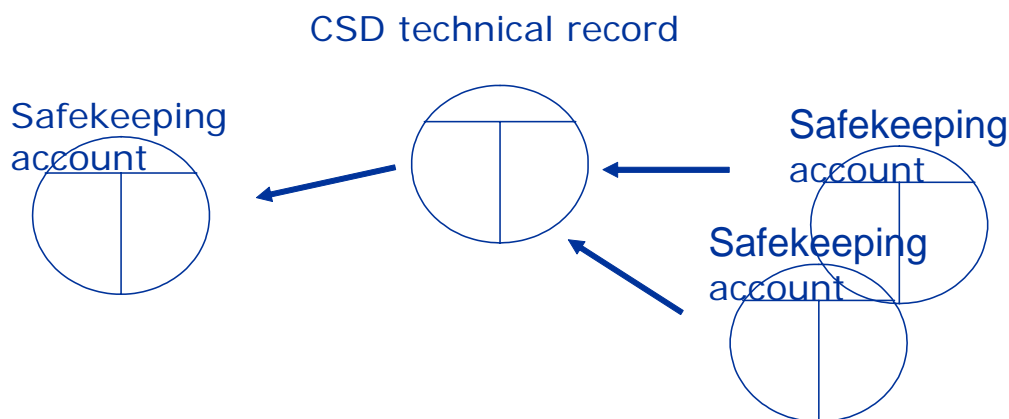 CSD technical record
Safekeeping
account
Safekeeping
account
Safekeeping
account